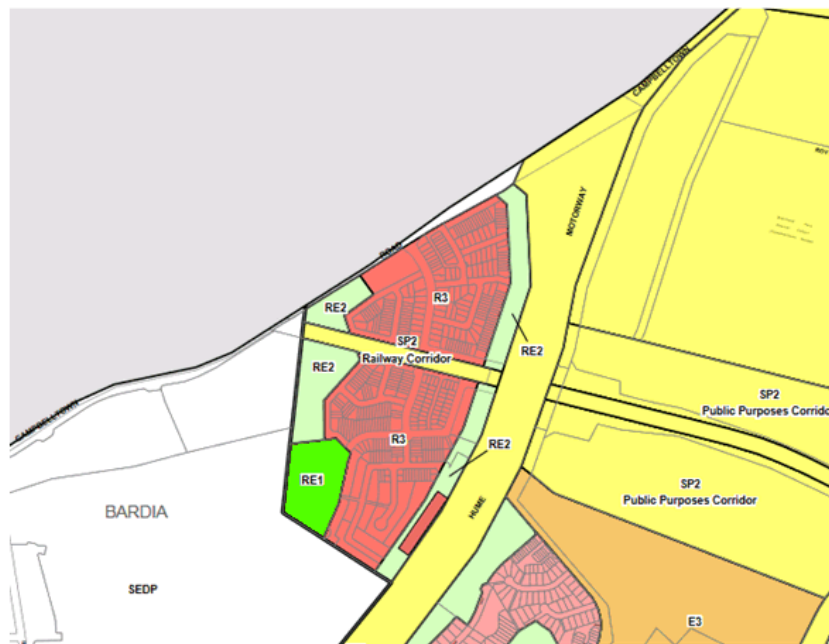 CAMPBELLTOWN
MOTORWAY
ROAD
R3
RE2
SP2
Railway Corridor
RE2
RE2
SP2
Public Purposes Corrido
R3
RE2
RE1
SP2
Public Purposes Corridor
HUME
CAMPBELLTOWN
BARDIA
SEDP
E3